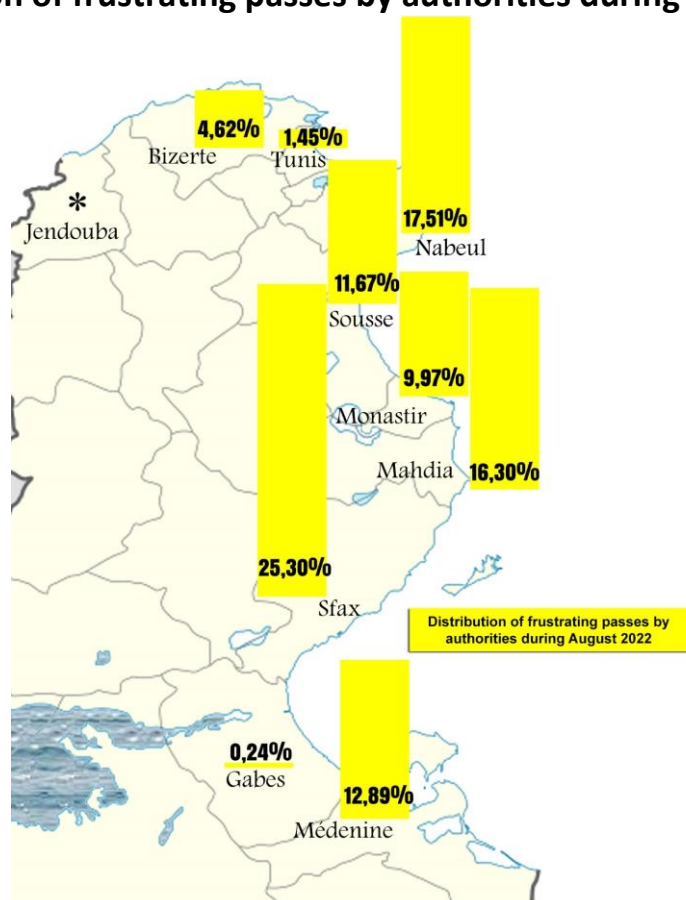 on of frustrating passes by authorities during
4,62%
Bizerte
1,45%
Tunis
*
Jendouba
17,51%
Nabeul
11,67%
Sousse
9,97%
Monastir
Mahdia
16,30%
25,30%
Sfax
Distribution of frustrating passes by
authorities during August 2022
0,24%
Gabes
12,89%
Médenine